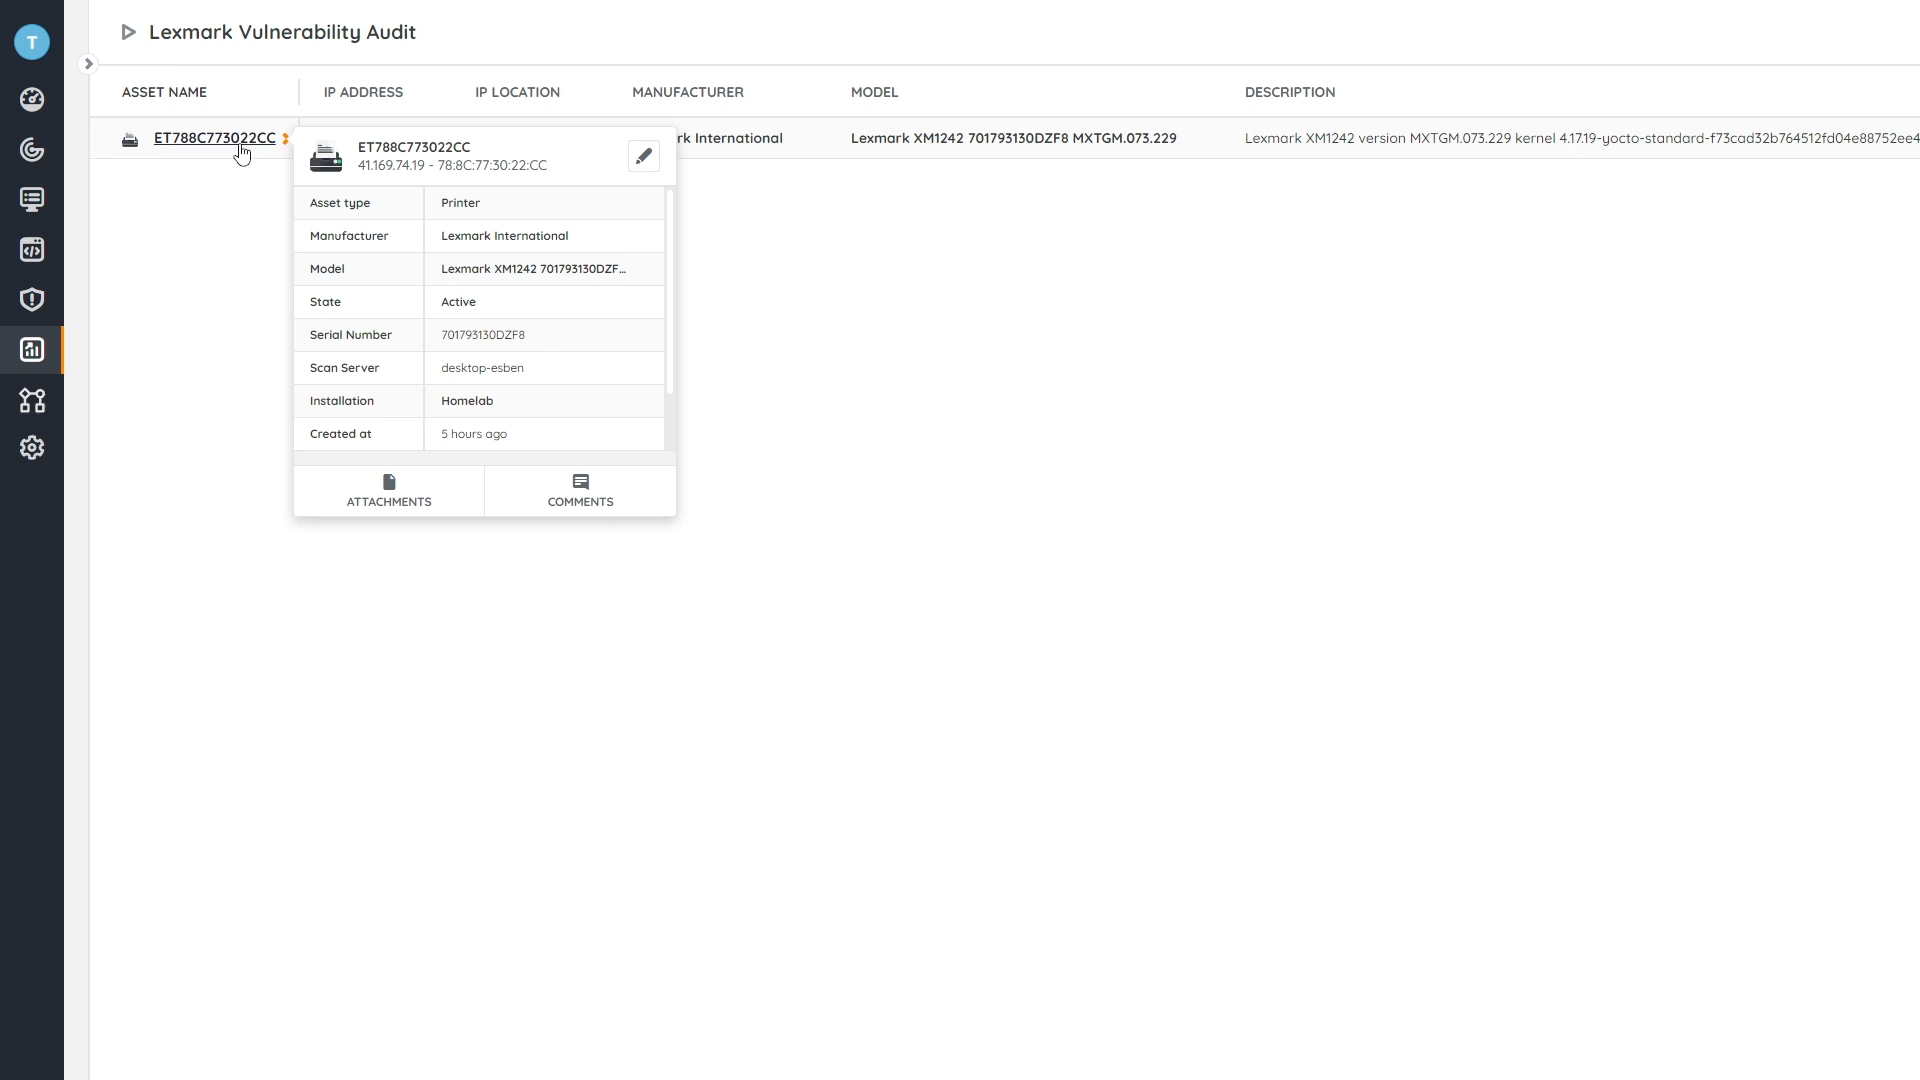 T
Lexmark Vulnerability Audit
ASSET NAME
IP ADDRESS
IP LOCATION
MANUFACTURER
MODEL
DESCRIPTION
ET788C773022CC
rk International
Lexmark XM1242 701793130DZF8 MXTGM.073.229
Lexmark XM1242 version MXTGM.073.229 kernel 4.17.19-yocto-standard-f73cad32b764512fd04e88752ee4
ET788C773022CC
41.169.74.19 - 78:8C:77:30:22:CC
Asset type Printer
Manufacturer Lexmark International
Model Lexmark XM1242 701793130DZF...
State Active
Serial Number 701793130DZF8
Scan Server desktop-esben
Installation Homelab
Created at 5 hours ago
ATTACHMENTS
COMMENTS